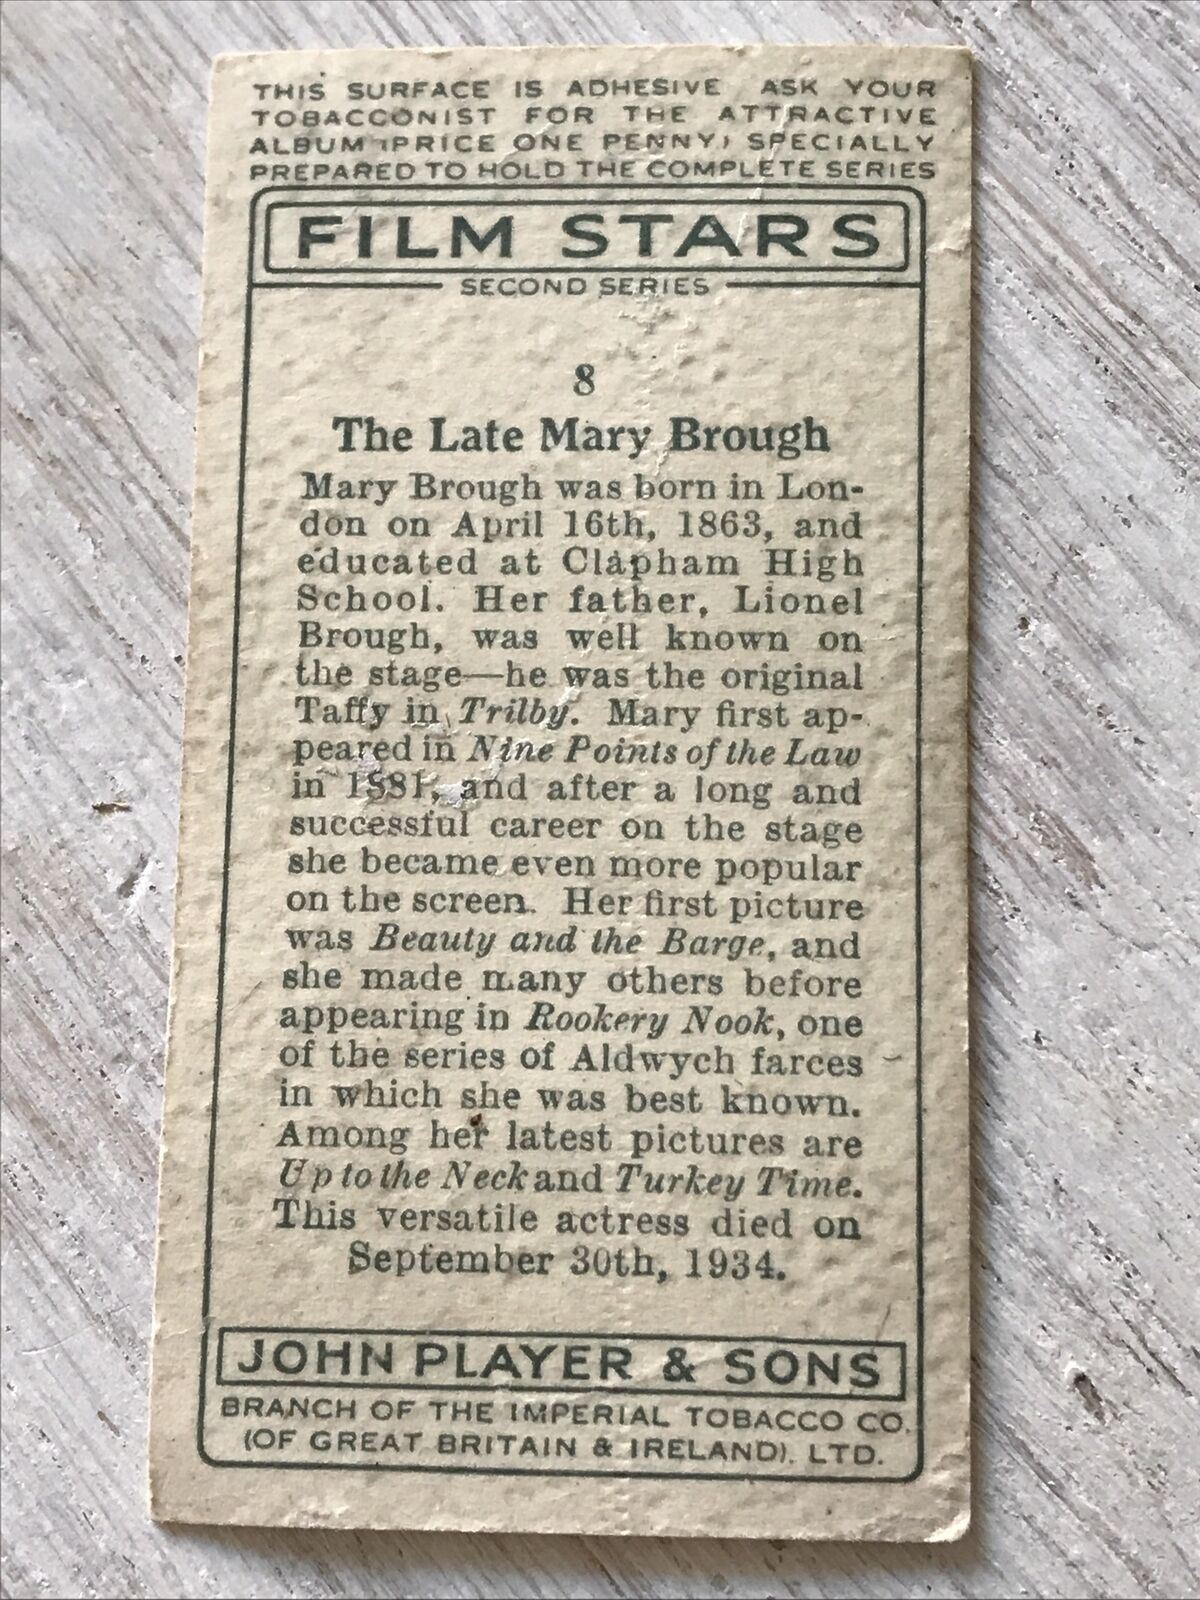 THIS SURFACE IS ADHESIVE ASK YOUR
TOBACCONIST FOR THE ATTRACTIVE
ALBUM (PRICE ONE PENNY) SPECIALLY
PREPARED TO HOLD THE COMPLETE SERIES
FILM STARS
SECOND SERIES
8
The Late Mary Brough
Mary Brough was born in Lon-
don on April 16th, 1863, and
educated at Clapham High
School. Her father, Lionel
Brough, was well known on
the stage—he was the original
Taffy in Trilby. Mary first ap-
peared in Nine Points of the Law
in 1881, and after a long and
successful career on the stage
she became even more popular
on the screen. Her first picture
was Beauty and the Barge, and
she made many others before
appearing in Rookery Nook, one
of the series of Aldwych farces
in which she was best known.
Among her latest pictures are
Up to the Neck and Turkey Time.
This versatile actress died on
September 30th, 1934.
JOHN PLAYER & SONS
BRANCH OF THE IMPERIAL TOBACCO CO.
(OF GREAT BRITAIN & IRELAND), LTD.